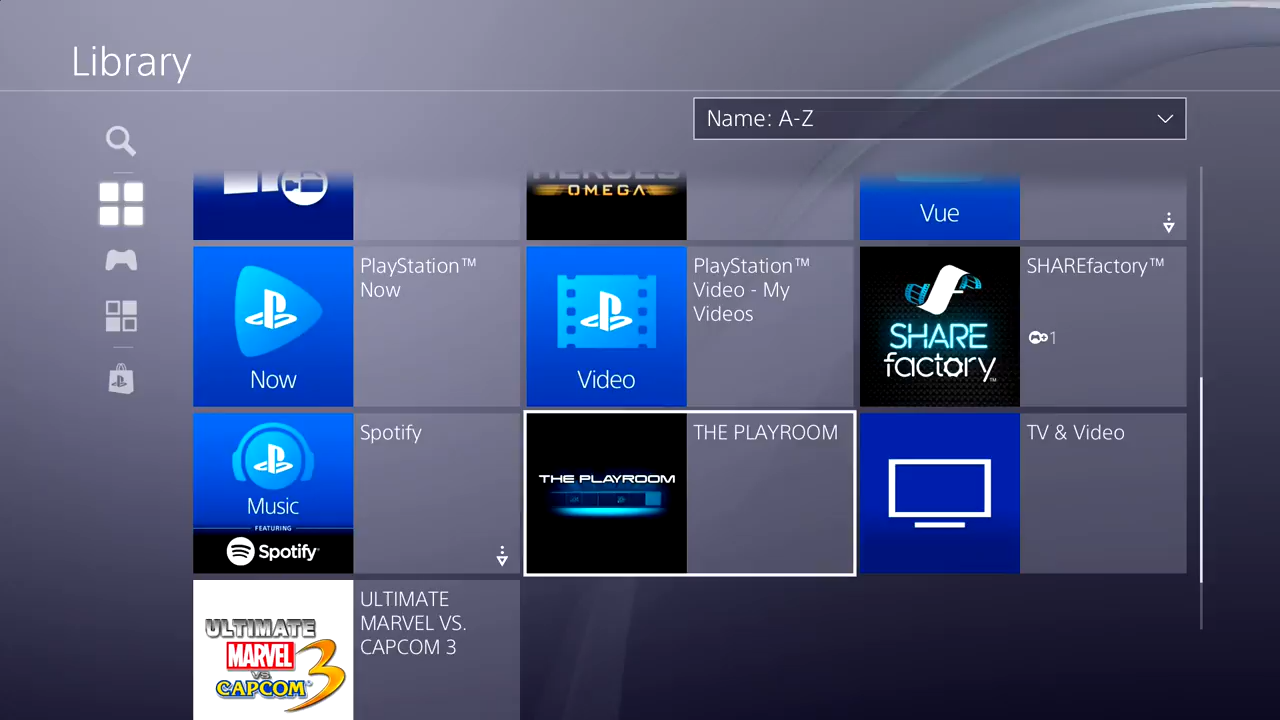 Library
Name: A-Z
OMEGA
Vue
Now
PlayStation™
Now
Video
PlayStation™
Video - My
Videos
SHARE
factory™
SHAREfactory™
1
Music
FEATURING
Spotify
Spotify
THE PLAYROOM
THE PLAYROOM
TV & Video
ULTIMATE
MARVEL
VS.
CAPCOM 3
ULTIMATE
MARVEL VS.
CAPCOM 3